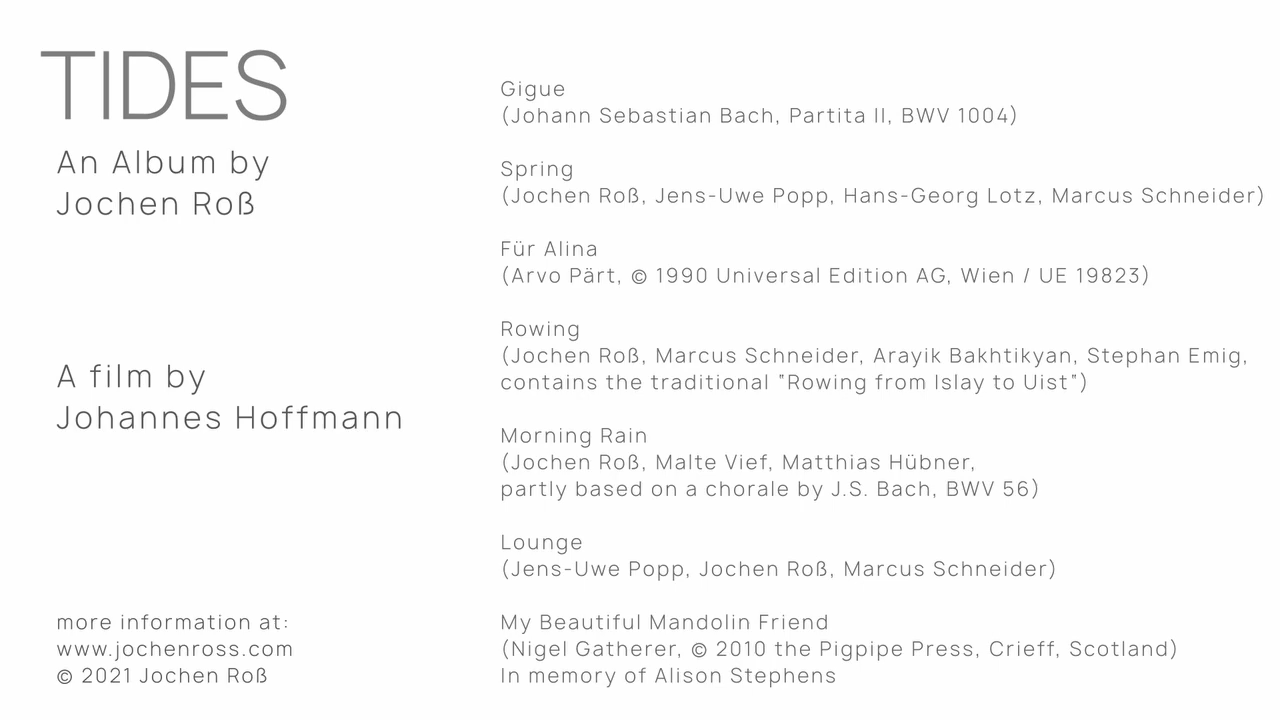 TIDES
An Album by
Jochen Roß
A film by
Johannes Hoffmann
more information at:
www.jochenross.com
© 2021 Jochen Roß
Gigue
(Johann Sebastian Bach, Partita II, BWV 1004)
Spring
(Jochen Roß, Jens-Uwe Popp, Hans-Georg Lotz, Marcus Schneider)
Für Alina
(Arvo Pärt, © 1990 Universal Edition AG, Wien / UE 19823)
Rowing
(Jochen Roß, Marcus Schneider, Arayik Bakhtikyan, Stephan Emig,
contains the traditional "Rowing from Islay to Uist")
Morning Rain
(Jochen Roß, Malte Vief, Matthias Hübner,
partly based on a chorale by J.S. Bach, BWV 56)
Lounge
(Jens-Uwe Popp, Jochen Roß, Marcus Schneider)
My Beautiful Mandolin Friend
(Nigel Gatherer, © 2010 the Pigpipe Press, Crieff, Scotland)
In memory of Alison Stephens